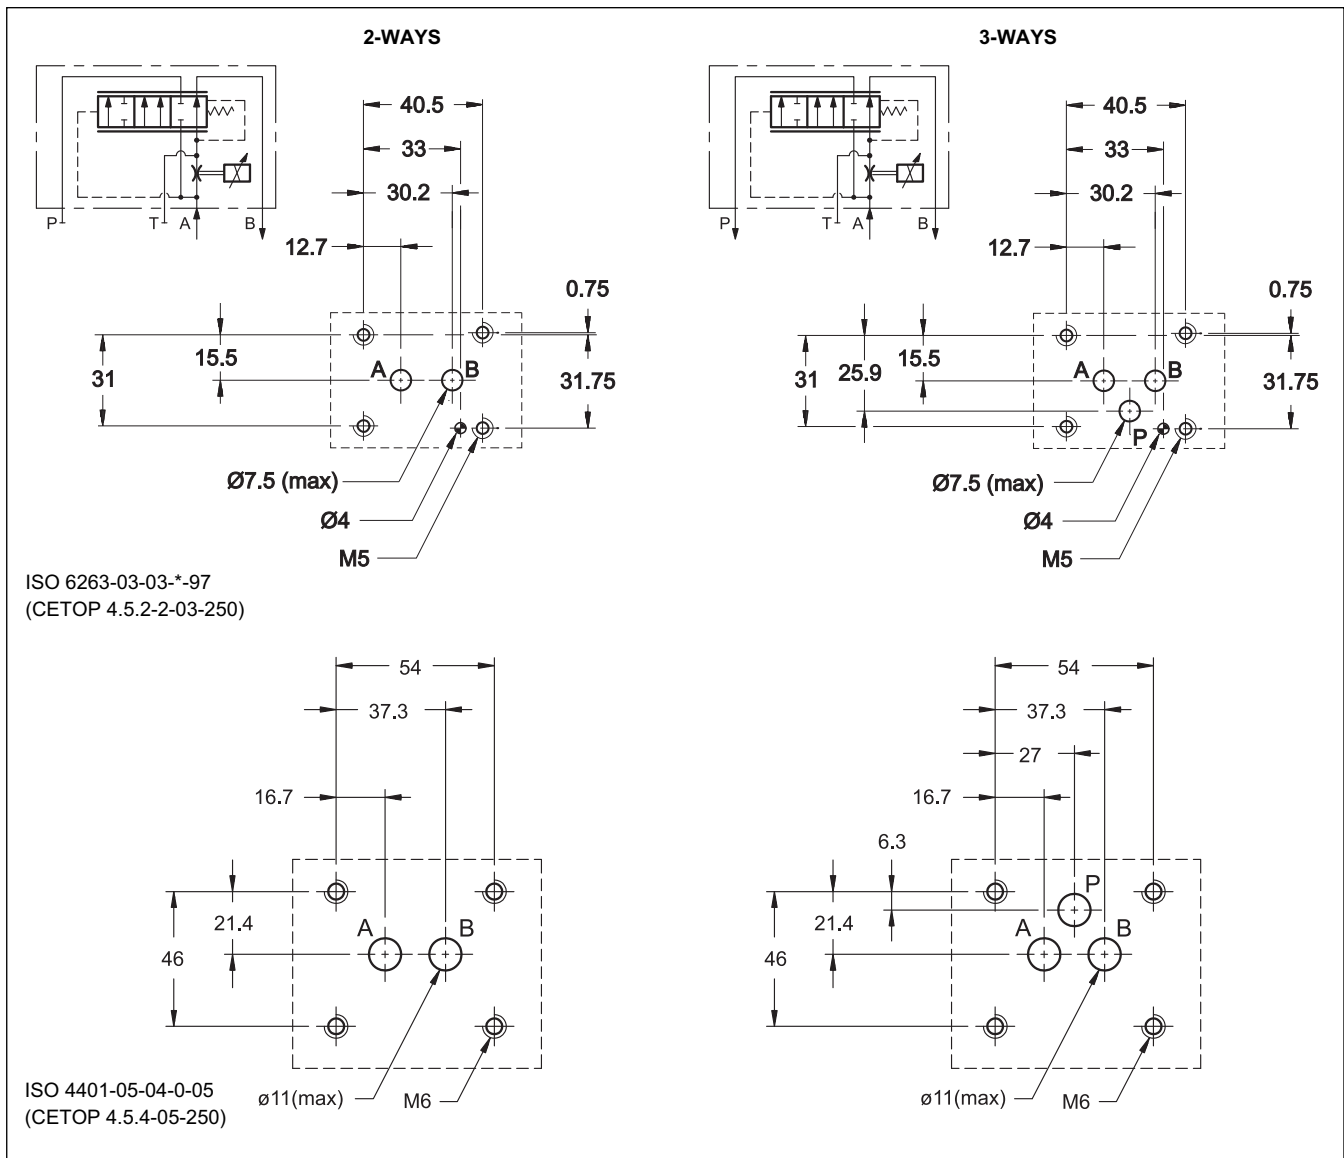 2-WAYS
3-WAYS
40.5
33
30.2
12.7
P
T
A
B
0.75
15.5
31
31.75
A
B
Ø7.5 (max)
Ø4
M5
40.5
33
30.2
12.7
P
T
A
B
0.75
15.5
25.9
31
31.75
A
B
P
Ø7.5 (max)
Ø4
M5
ISO 6263-03-03-*-97
(CETOP 4.5.2-2-03-250)
54
37.3
16.7
21.4
46
A
B
ø11(max)
M6
54
37.3
27
16.7
6.3
21.4
46
P
A
B
ø11(max)
M6
ISO 4401-05-04-0-05
(CETOP 4.5.4-05-250)